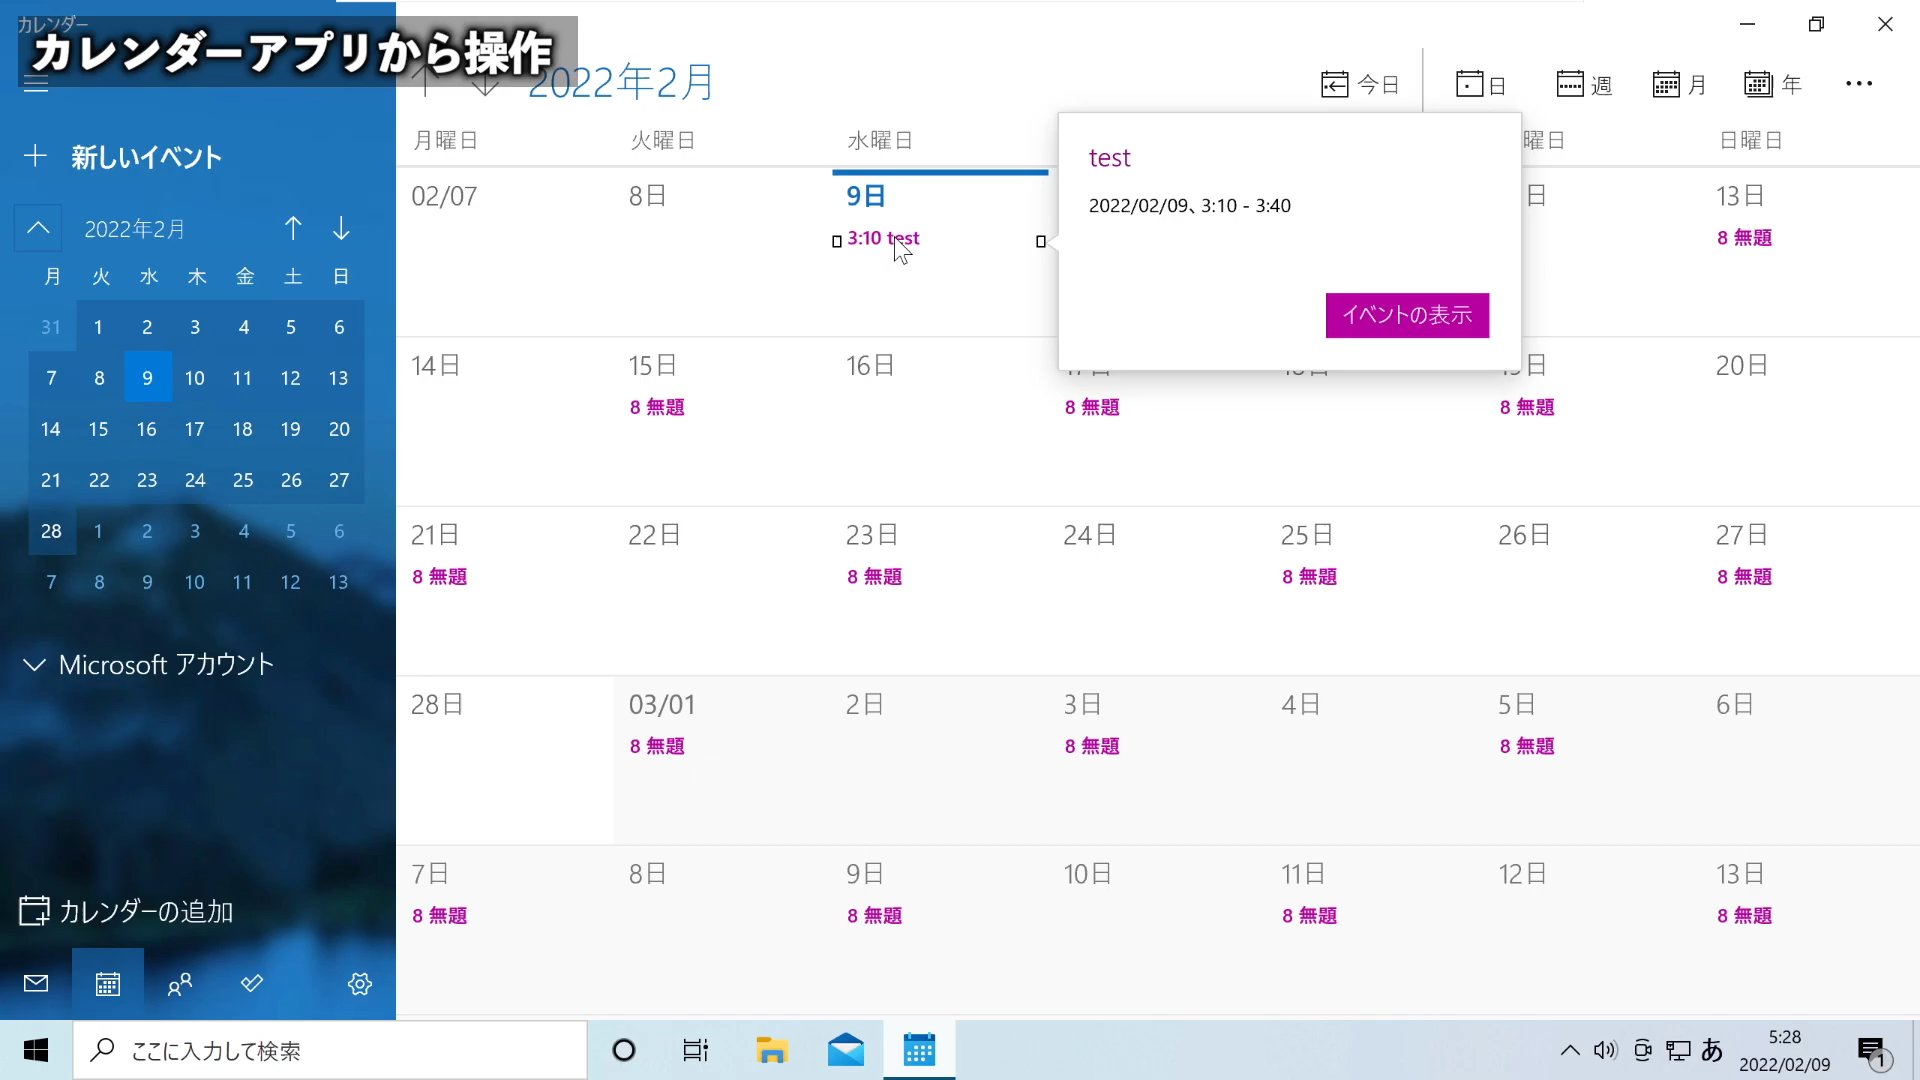 カレンダー
カレンダーアプリから操作
2022年2月
今日
日
週
月
年
新しいイベント
2022年2月
月 火 水 木 金 土 日
31 1 2 3 4 5 6
7 8 9 10 11 12 13
14 15 16 17 18 19 20
21 22 23 24 25 26 27
28 1 2 3 4 5 6
7 8 9 10 11 12 13
Microsoft アカウント
カレンダーの追加
月曜日 火曜日 水曜日 曜日 日曜日
02/07 8日 9日 日 13日
3:10 test 8 無題
test
2022/02/09、3:10 - 3:40
イベントの表示
14日 15日 16日 17日 18日 19日 20日
8 無題 8 無題 8 無題
21日 22日 23日 24日 25日 26日 27日
8 無題 8 無題 8 無題 8 無題
28日 03/01 2日 3日 4日 5日 6日
8 無題 8 無題 8 無題
7日 8日 9日 10日 11日 12日 13日
8 無題 8 無題 8 無題 8 無題
ここに入力して検索
あ
5:28
2022/02/09
1